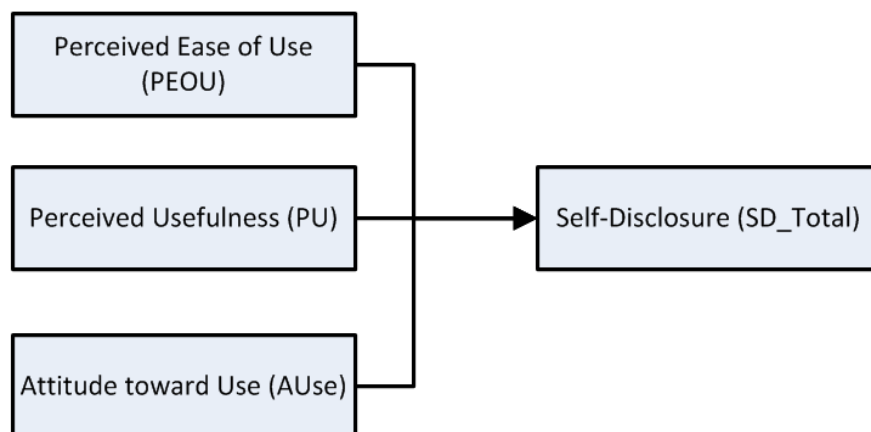 Perceived Ease of Use
(PEOU)
Perceived Usefulness (PU)
Self-Disclosure (SD_Total)
Attitude toward Use (AUse)